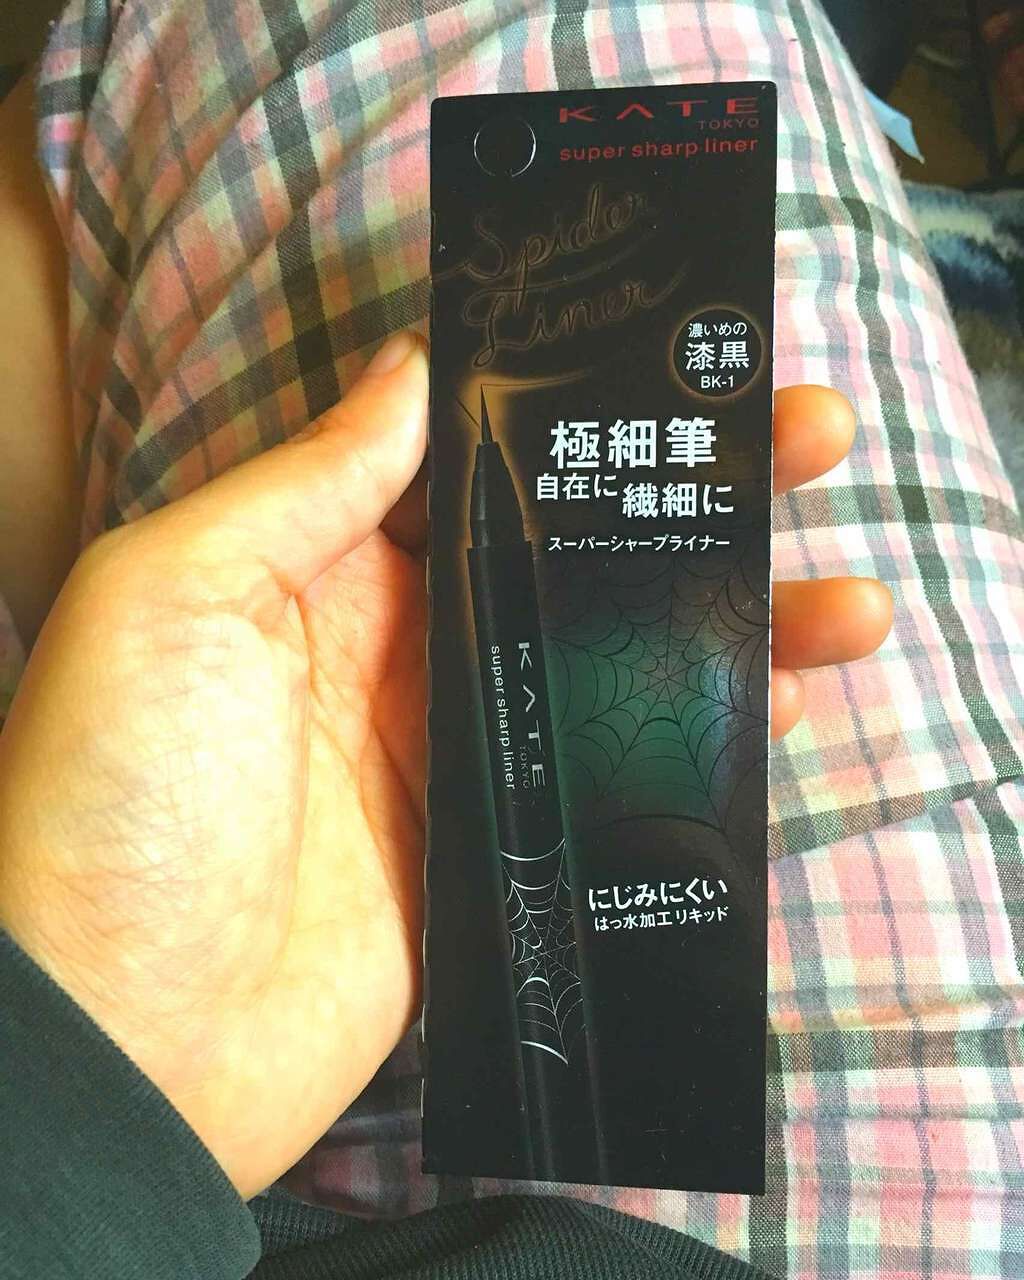 KATE
TOKYO
super sharp liner
Spider
Liner
濃いめの
漆黒
BK-1
極細筆
自在に繊細に
スーパーシャープライナー
KATE
TOKYO
super sharp liner
にじみにくい
はっ水加工リキッド